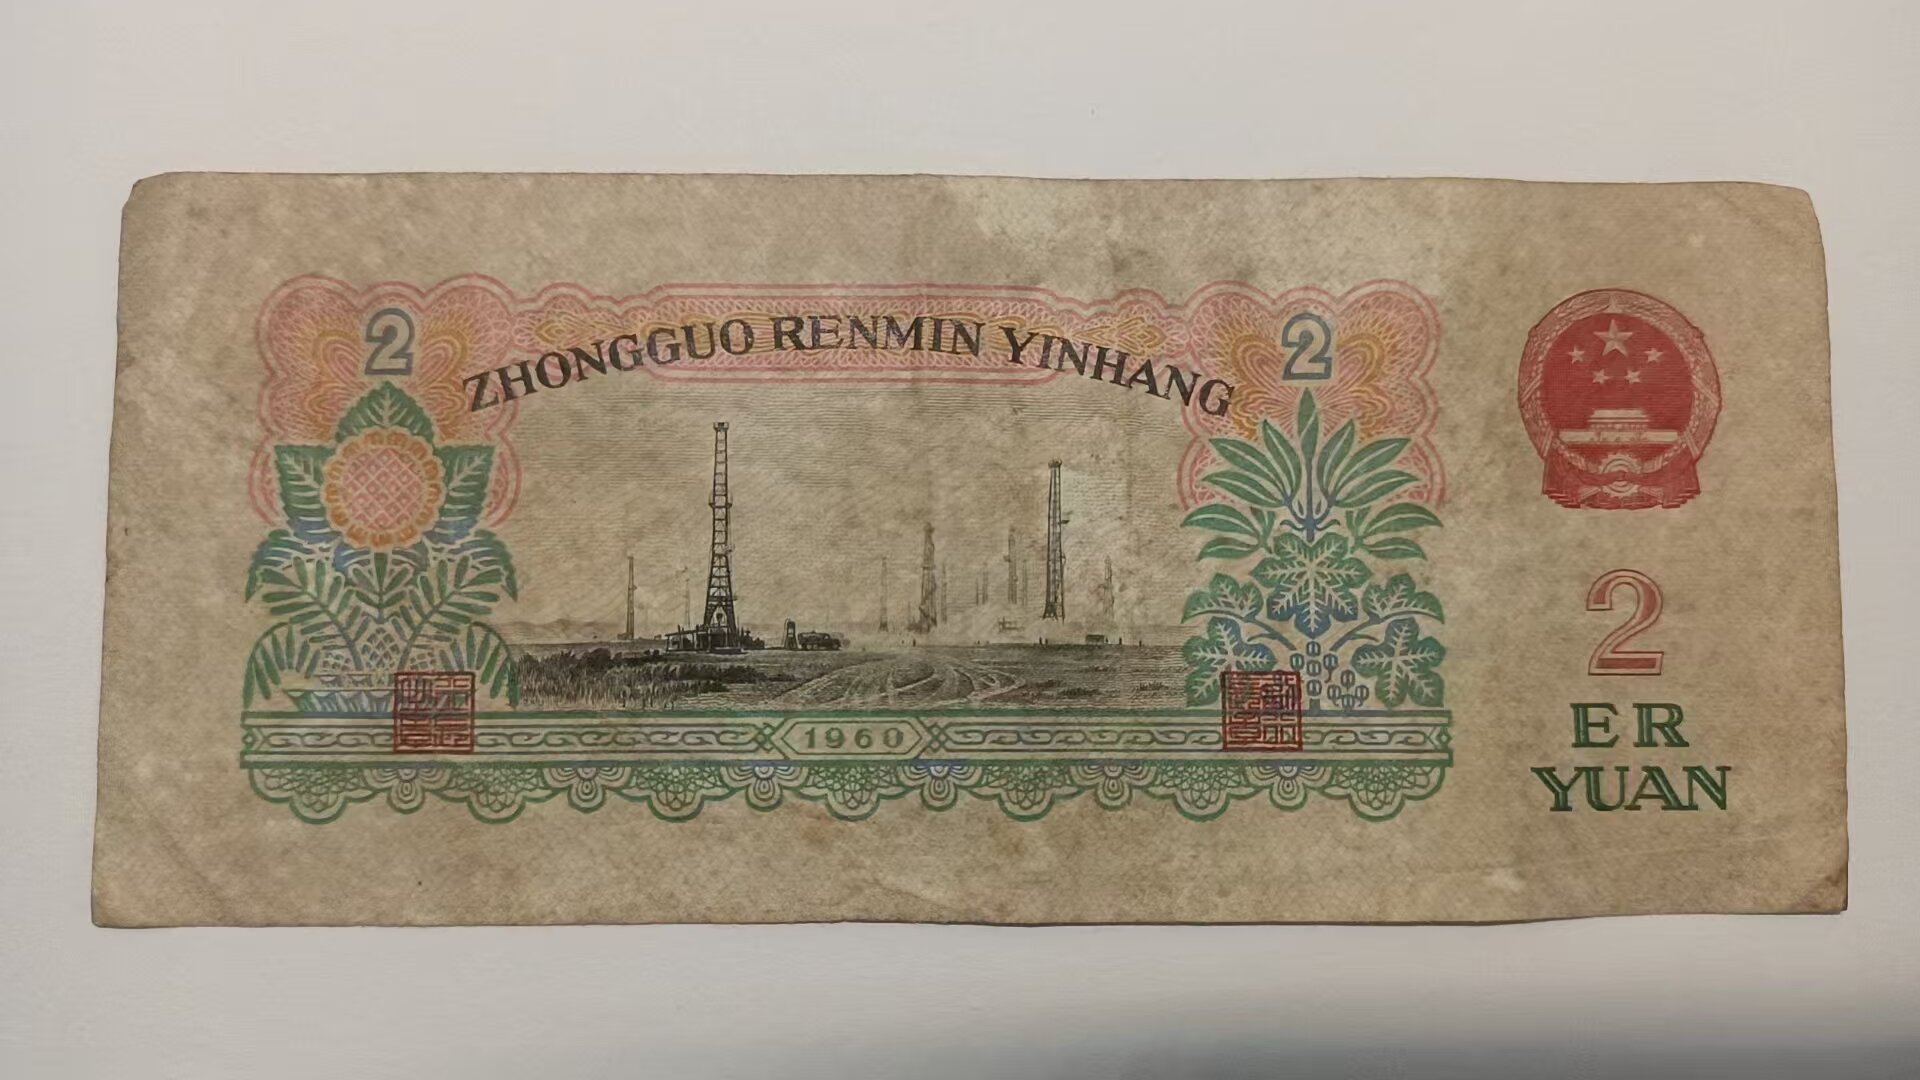 2
2
ZHONGGUO RENMIN YINHANG
1960
2
ER
YUAN